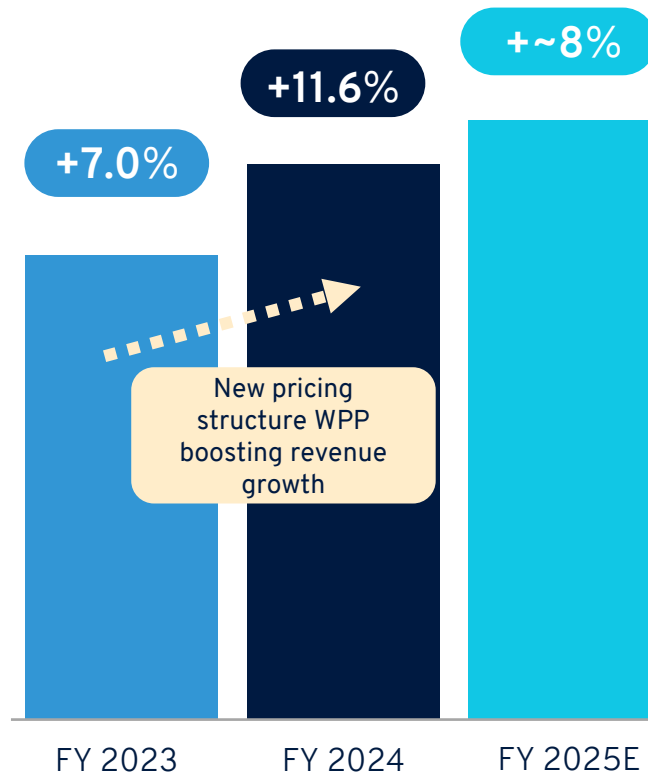 +~8%
+11.6%
+7.0%
New pricing
structure WPP
boosting revenue
growth
FY 2023
FY 2024
FY 2025E